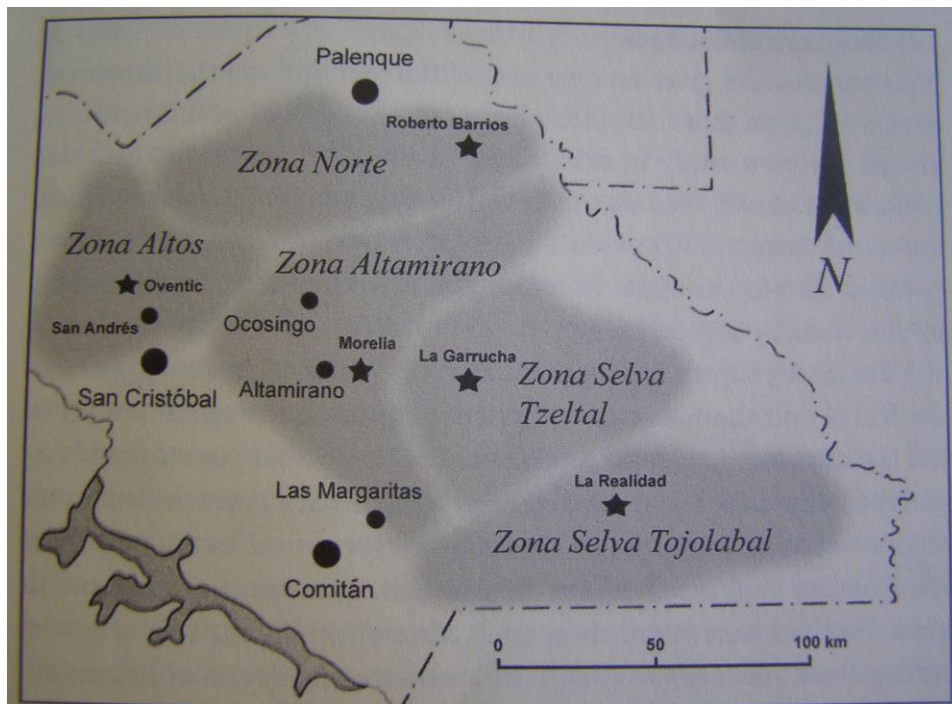 Palenque
Roberto Barrios
Zona Norte
Zona Altos
Zona Altamirano
Oventic
San Andrés
Ocosingo
Morelia
La Garrucha
San Cristóbal
Altamirano
Zona Selva
Tzeltal
N
Las Margaritas
La Realidad
Comitán
Zona Selva Tojolabal
0 50 100 km